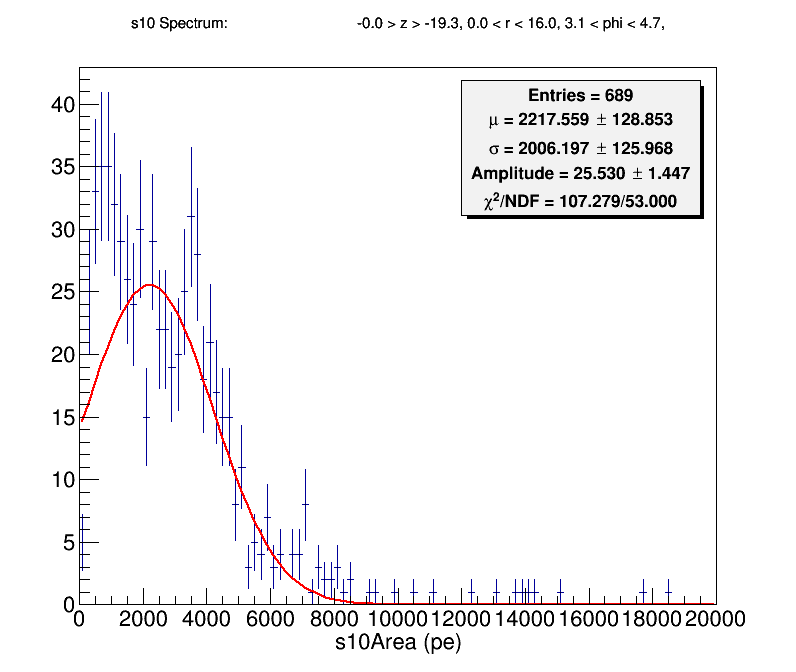 s10 Spectrum: -0.0 > z > -19.3, 0.0 < r < 16.0, 3.1 < phi < 4.7,
Entries = 689
μ = 2217.559 ± 128.853
σ = 2006.197 ± 125.968
Amplitude = 25.530 ± 1.447
χ²/NDF = 107.279/53.000
40
35
30
25
20
15
10
5
0
0 2000 4000 6000 8000 10000 12000 14000 16000 18000 20000
s10Area (pe)